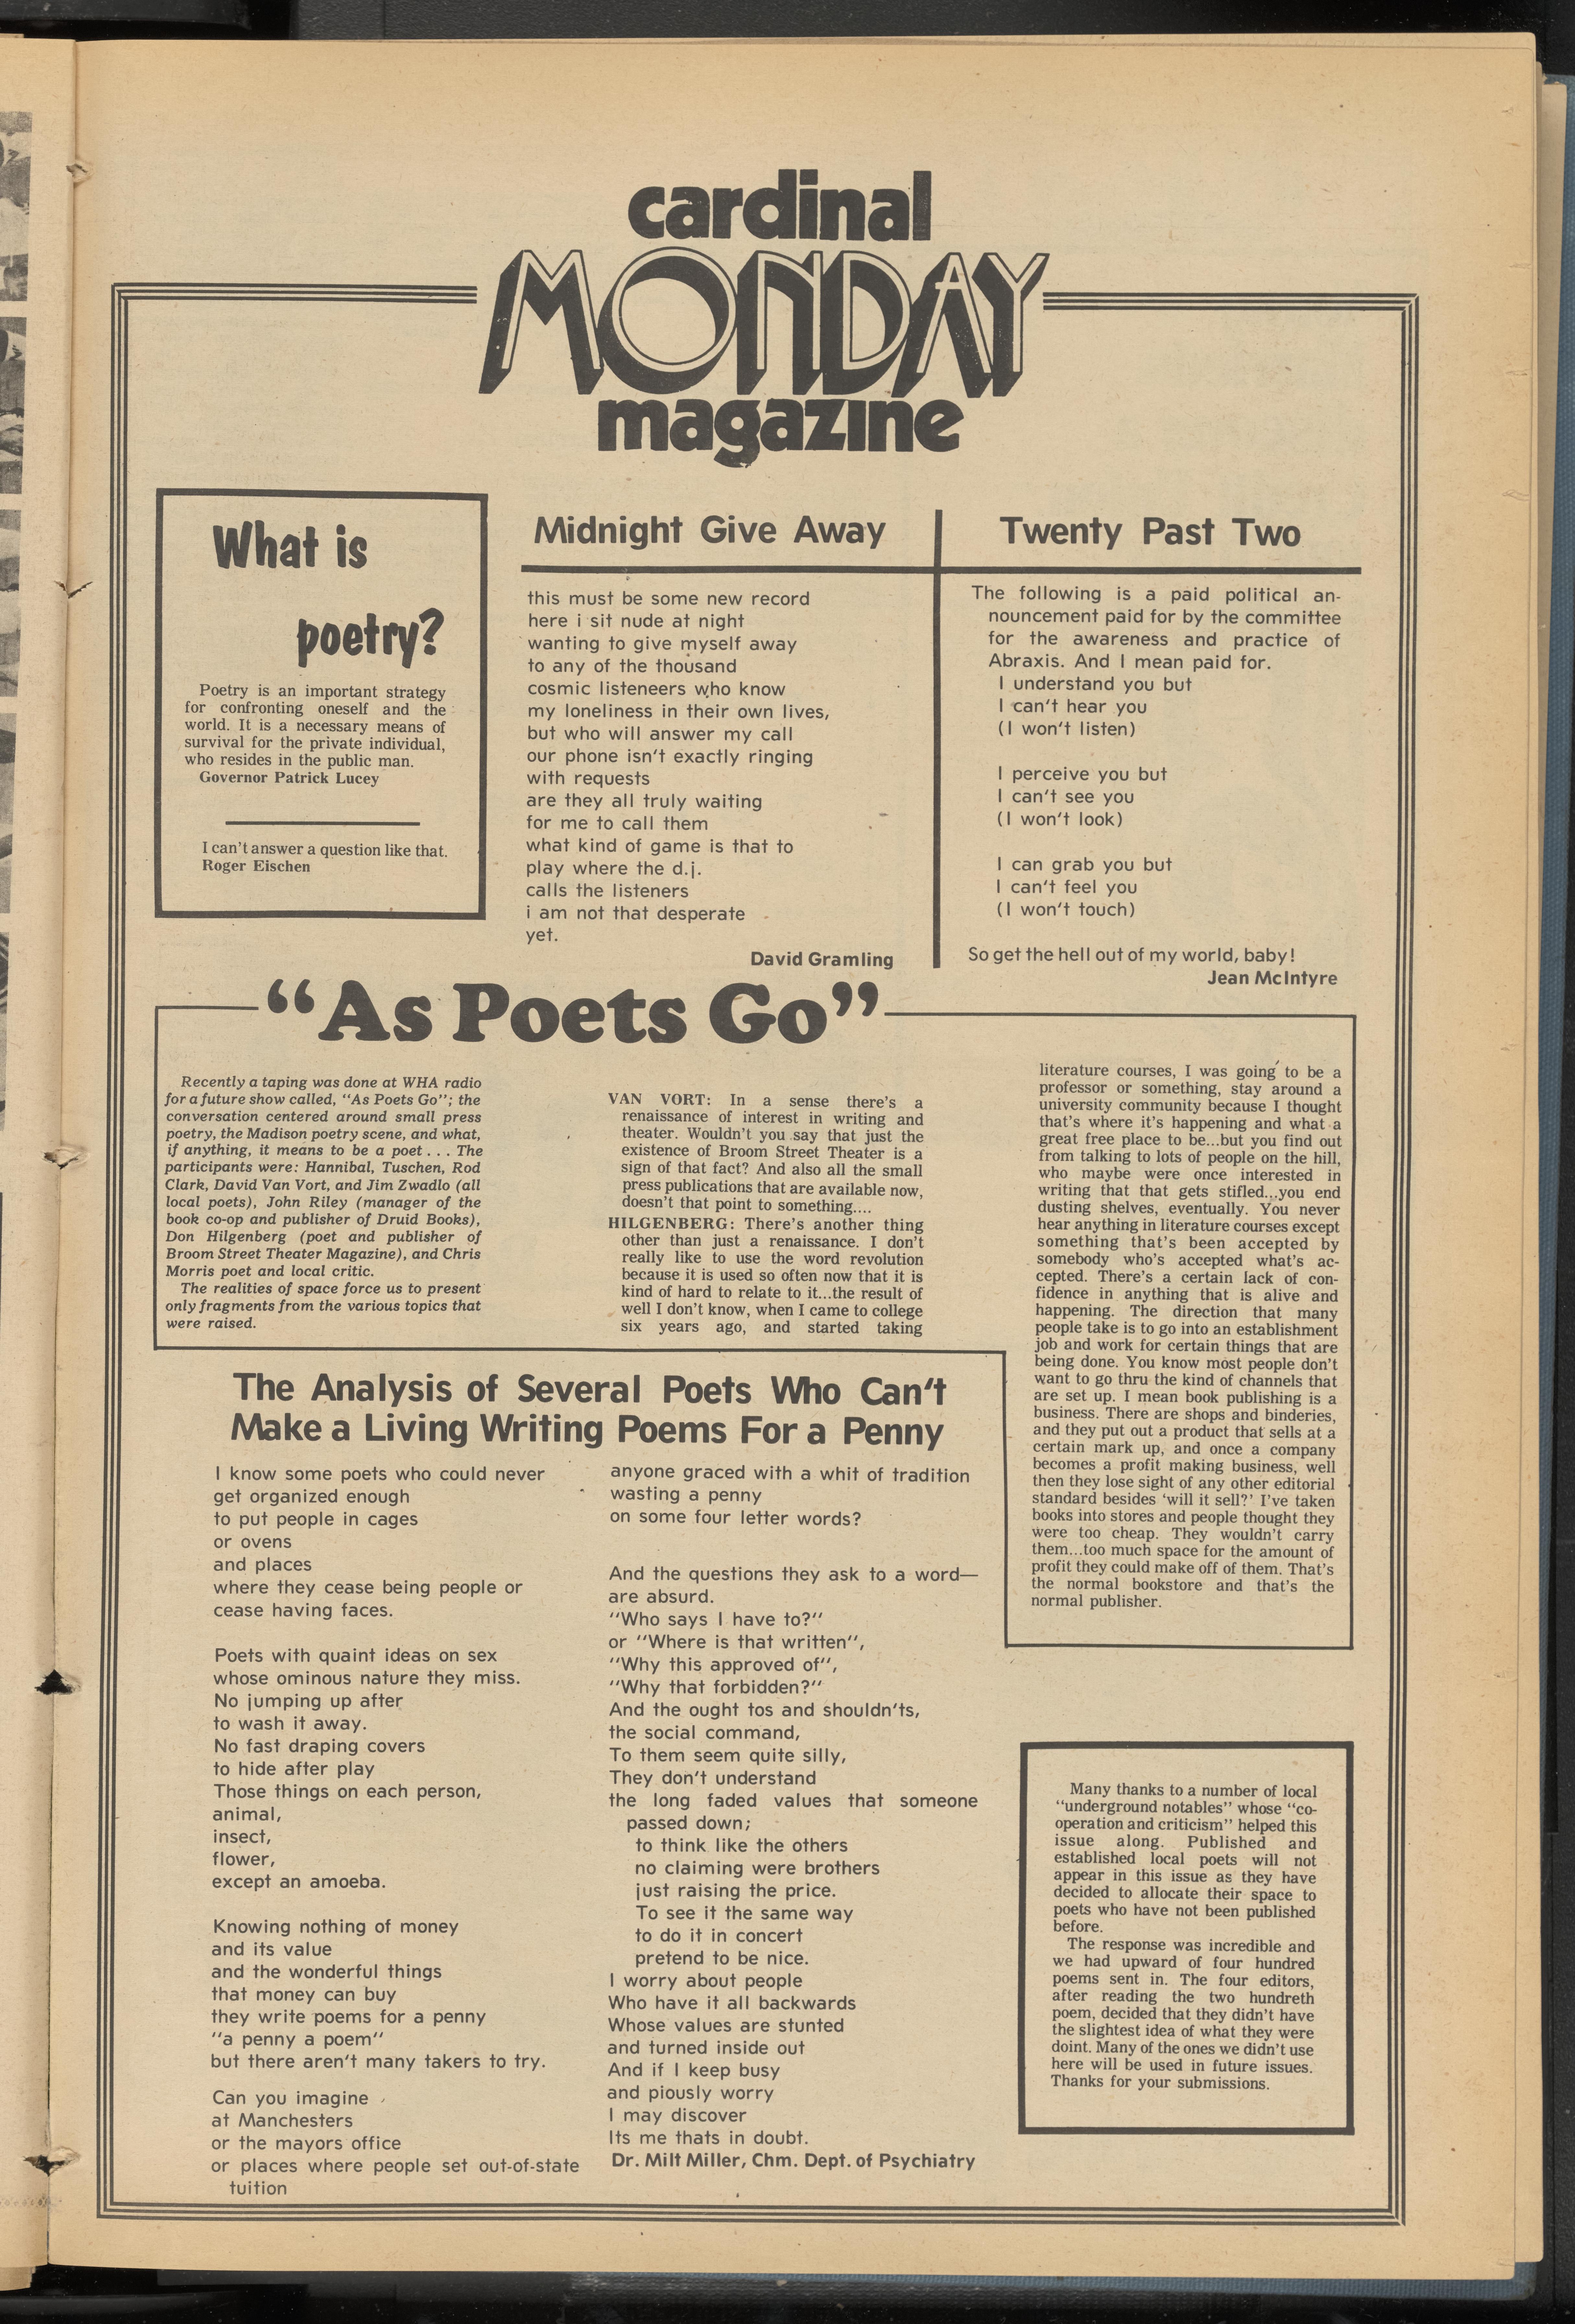 cardinal
MONDAY
magazine
What is
poetry?
Poetry is an important strategy
for confronting oneself and the
world. It is a necessary means of
survival for the private individual,
who resides in the public man.
Governor Patrick Lucey
I can't answer a question like that.
Roger Eischen
Midnight Give Away
this must be some new record
here i sit nude at night
wanting to give myself away
to any of the thousand
cosmic listeneers who know
my loneliness in their own lives,
but who will answer my call
our phone isn't exactly ringing
with requests
are they all truly waiting
for me to call them
what kind of game is that to
play where the d.j.
calls the listeners
i am not that desperate
yet.
David Gramling
Twenty Past Two
The following is a paid political an-
nouncement paid for by the committee
for the awareness and practice of
Abraxis. And I mean paid for.
I understand you but
I can't hear you
(I won't listen)
I perceive you but
I can't see you
(I won't look)
I can grab you but
I can't feel you
(I won't touch)
So get the hell out of my world, baby!
Jean McIntyre
"As Poets Go"
Recently a taping was done at WHA radio
for a future show called, "As Poets Go"; the
conversation centered around small press
poetry, the Madison poetry scene, and what,
if anything, it means to be a poet . . . The
participants were: Hannibal, Tuschen, Rod
Clark, David Van Vort, and Jim Zwadlo (all
local poets), John Riley (manager of the
book co-op and publisher of Druid Books),
Don Hilgenberg (poet and publisher of
Broom Street Theater Magazine), and Chris
Morris poet and local critic.
The realities of space force us to present
only fragments from the various topics that
were raised.
VAN VORT: In a sense there's a
renaissance of interest in writing and
theater. Wouldn't you say that just the
existence of Broom Street Theater is a
sign of that fact? And also all the small
press publications that are available now,
doesn't that point to something....
HILGENBERG: There's another thing
other than just a renaissance. I don't
really like to use the word revolution
because it is used so often now that it is
kind of hard to relate to it...the result of
well I don't know, when I came to college
six years ago, and started taking
literature courses, I was going to be a
professor or something, stay around a
university community because I thought
that's where it's happening and what a
great free place to be...but you find out
from talking to lots of people on the hill,
who maybe were once interested in
writing that that gets stifled...you end
dusting shelves, eventually. You never
hear anything in literature courses except
something that's been accepted by
somebody who's accepted what's ac-
cepted. There's a certain lack of con-
fidence in anything that is alive and
happening. The direction that many
people take is to go into an establishment
job and work for certain things that are
being done. You know most people don't
want to go thru the kind of channels that
are set up. I mean book publishing is a
business. There are shops and binderies,
and they put out a product that sells at a
certain mark up, and once a company
becomes a profit making business, well
then they lose sight of any other editorial
standard besides 'will it sell?' I've taken
books into stores and people thought they
were too cheap. They wouldn't carry
them...too much space for the amount of
profit they could make off of them. That's
the normal bookstore and that's the
normal publisher.
The Analysis of Several Poets Who Can't
Make a Living Writing Poems For a Penny
I know some poets who could never
get organized enough
to put people in cages
or ovens
and places
where they cease being people or
cease having faces.
Poets with quaint ideas on sex
whose ominous nature they miss.
No jumping up after
to wash it away.
No fast draping covers
to hide after play
Those things on each person,
animal,
insect,
flower,
except an amoeba.
Knowing nothing of money
and its value
and the wonderful things
that money can buy
they write poems for a penny
"a penny a poem"
but there aren't many takers to try.
Can you imagine
at Manchesters
or the mayors office
or places where people set out-of-state
tuition
anyone graced with a whit of tradition
wasting a penny
on some four letter words?
And the questions they ask to a word—
are absurd.
"Who says I have to?"
or "Where is that written",
"Why this approved of",
"Why that forbidden?"
And the ought tos and shouldn'ts,
the social command,
To them seem quite silly,
They don't understand
the long faded values that someone
passed down;
to think like the others
no claiming were brothers
just raising the price.
To see it the same way
to do it in concert
pretend to be nice.
I worry about people
Who have it all backwards
Whose values are stunted
and turned inside out
And if I keep busy
and piously worry
I may discover
Its me thats in doubt.
Dr. Milt Miller, Chm. Dept. of Psychiatry
Many thanks to a number of local
"underground notables" whose "co-
operation and criticism" helped this
issue along. Published and
established local poets will not
appear in this issue as they have
decided to allocate their space to
poets who have not been published
before.
The response was incredible and
we had upward of four hundred
poems sent in. The four editors,
after reading the two hundreth
poem, decided that they didn't have
the slightest idea of what they were
doint. Many of the ones we didn't use
here will be used in future issues.
Thanks for your submissions.